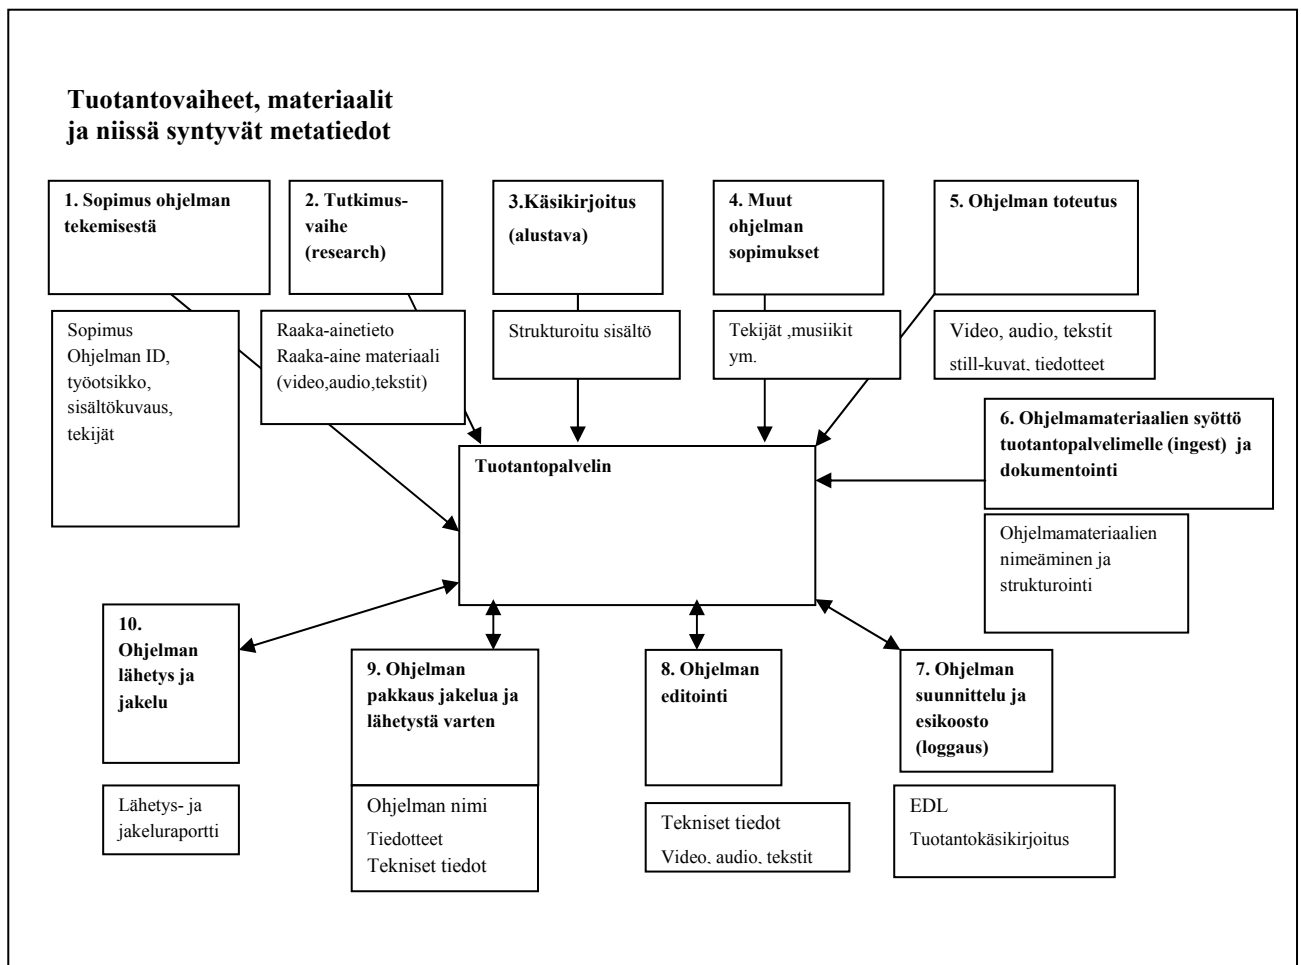 Tuotantovaiheet, materiaalit
ja niissä syntyvät metatiedot
1. Sopimus ohjelman
tekemisestä
2. Tutkimus-
vaihe
(research)
3.Käsikirjoitus
(alustava)
4. Muut
ohjelman
sopimukset
5. Ohjelman toteutus
Sopimus
Ohjelman ID,
työotsikko,
sisältökuvaus,
tekijät
Raaka-ainetieto
Raaka-aine materiaali
(video,audio,tekstit)
Strukturoitu sisältö
Tekijät ,musiikit
ym.
Video, audio, tekstit
still-kuvat, tiedotteet
6. Ohjelmamateriaalien syöttö
tuotantopalvelimelle (ingest) ja
dokumentointi
Tuotantopalvelin
Ohjelmamateriaalien
nimeäminen ja
strukturointi
10.
Ohjelman
lähetys ja
jakelu
9. Ohjelman
pakkaus jakelua ja
lähetystä varten
8. Ohjelman
editointi
7. Ohjelman
suunnittelu ja
esikoosto
(loggaus)
Lähetys- ja
jakeluraportti
Ohjelman nimi
Tiedotteet
Tekniset tiedot
Tekniset tiedot
Video, audio, tekstit
EDL
Tuotantokäsikirjoitus